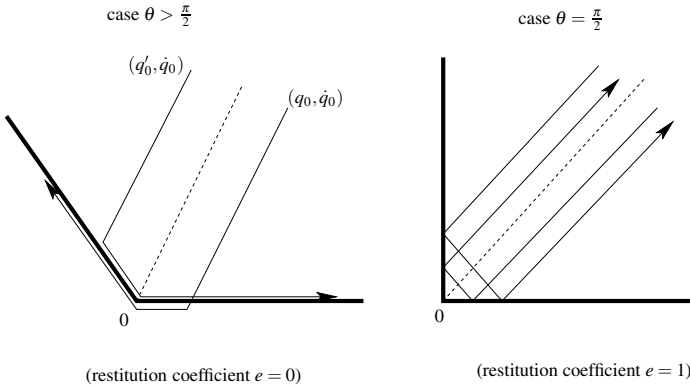 case θ > π/2
case θ = π/2
(q′₀, q̇₀)
(q₀, q̇₀)
0
0
(restitution coefficient e = 0)
(restitution coefficient e = 1)